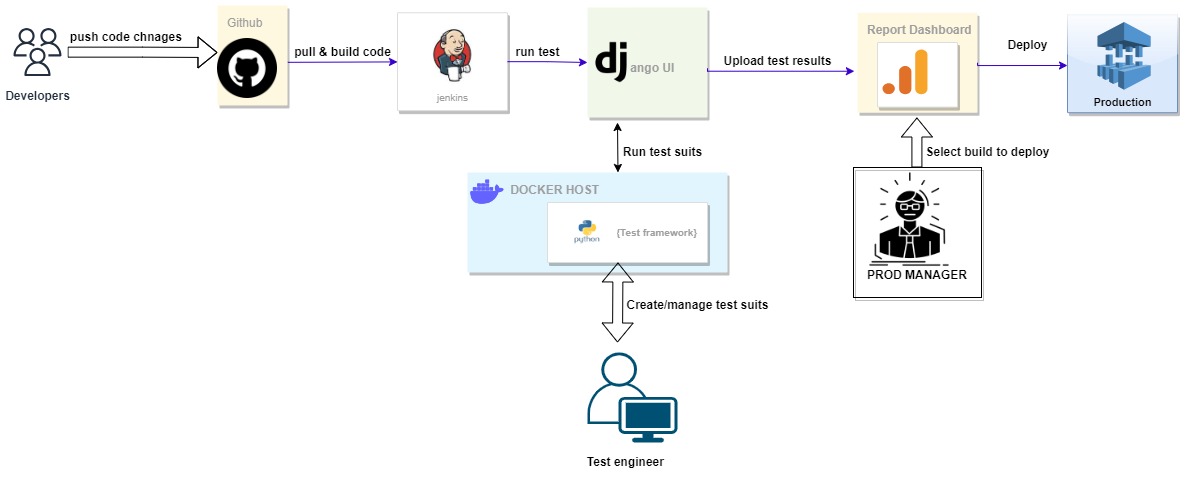 Developers
push code chnages
Github
pull & build code
jenkins
run test
django UI
Upload test results
Report Dashboard
Deploy
Production
Run test suits
Select build to deploy
DOCKER HOST
python
{Test framework}
PROD MANAGER
Create/manage test suits
Test engineer